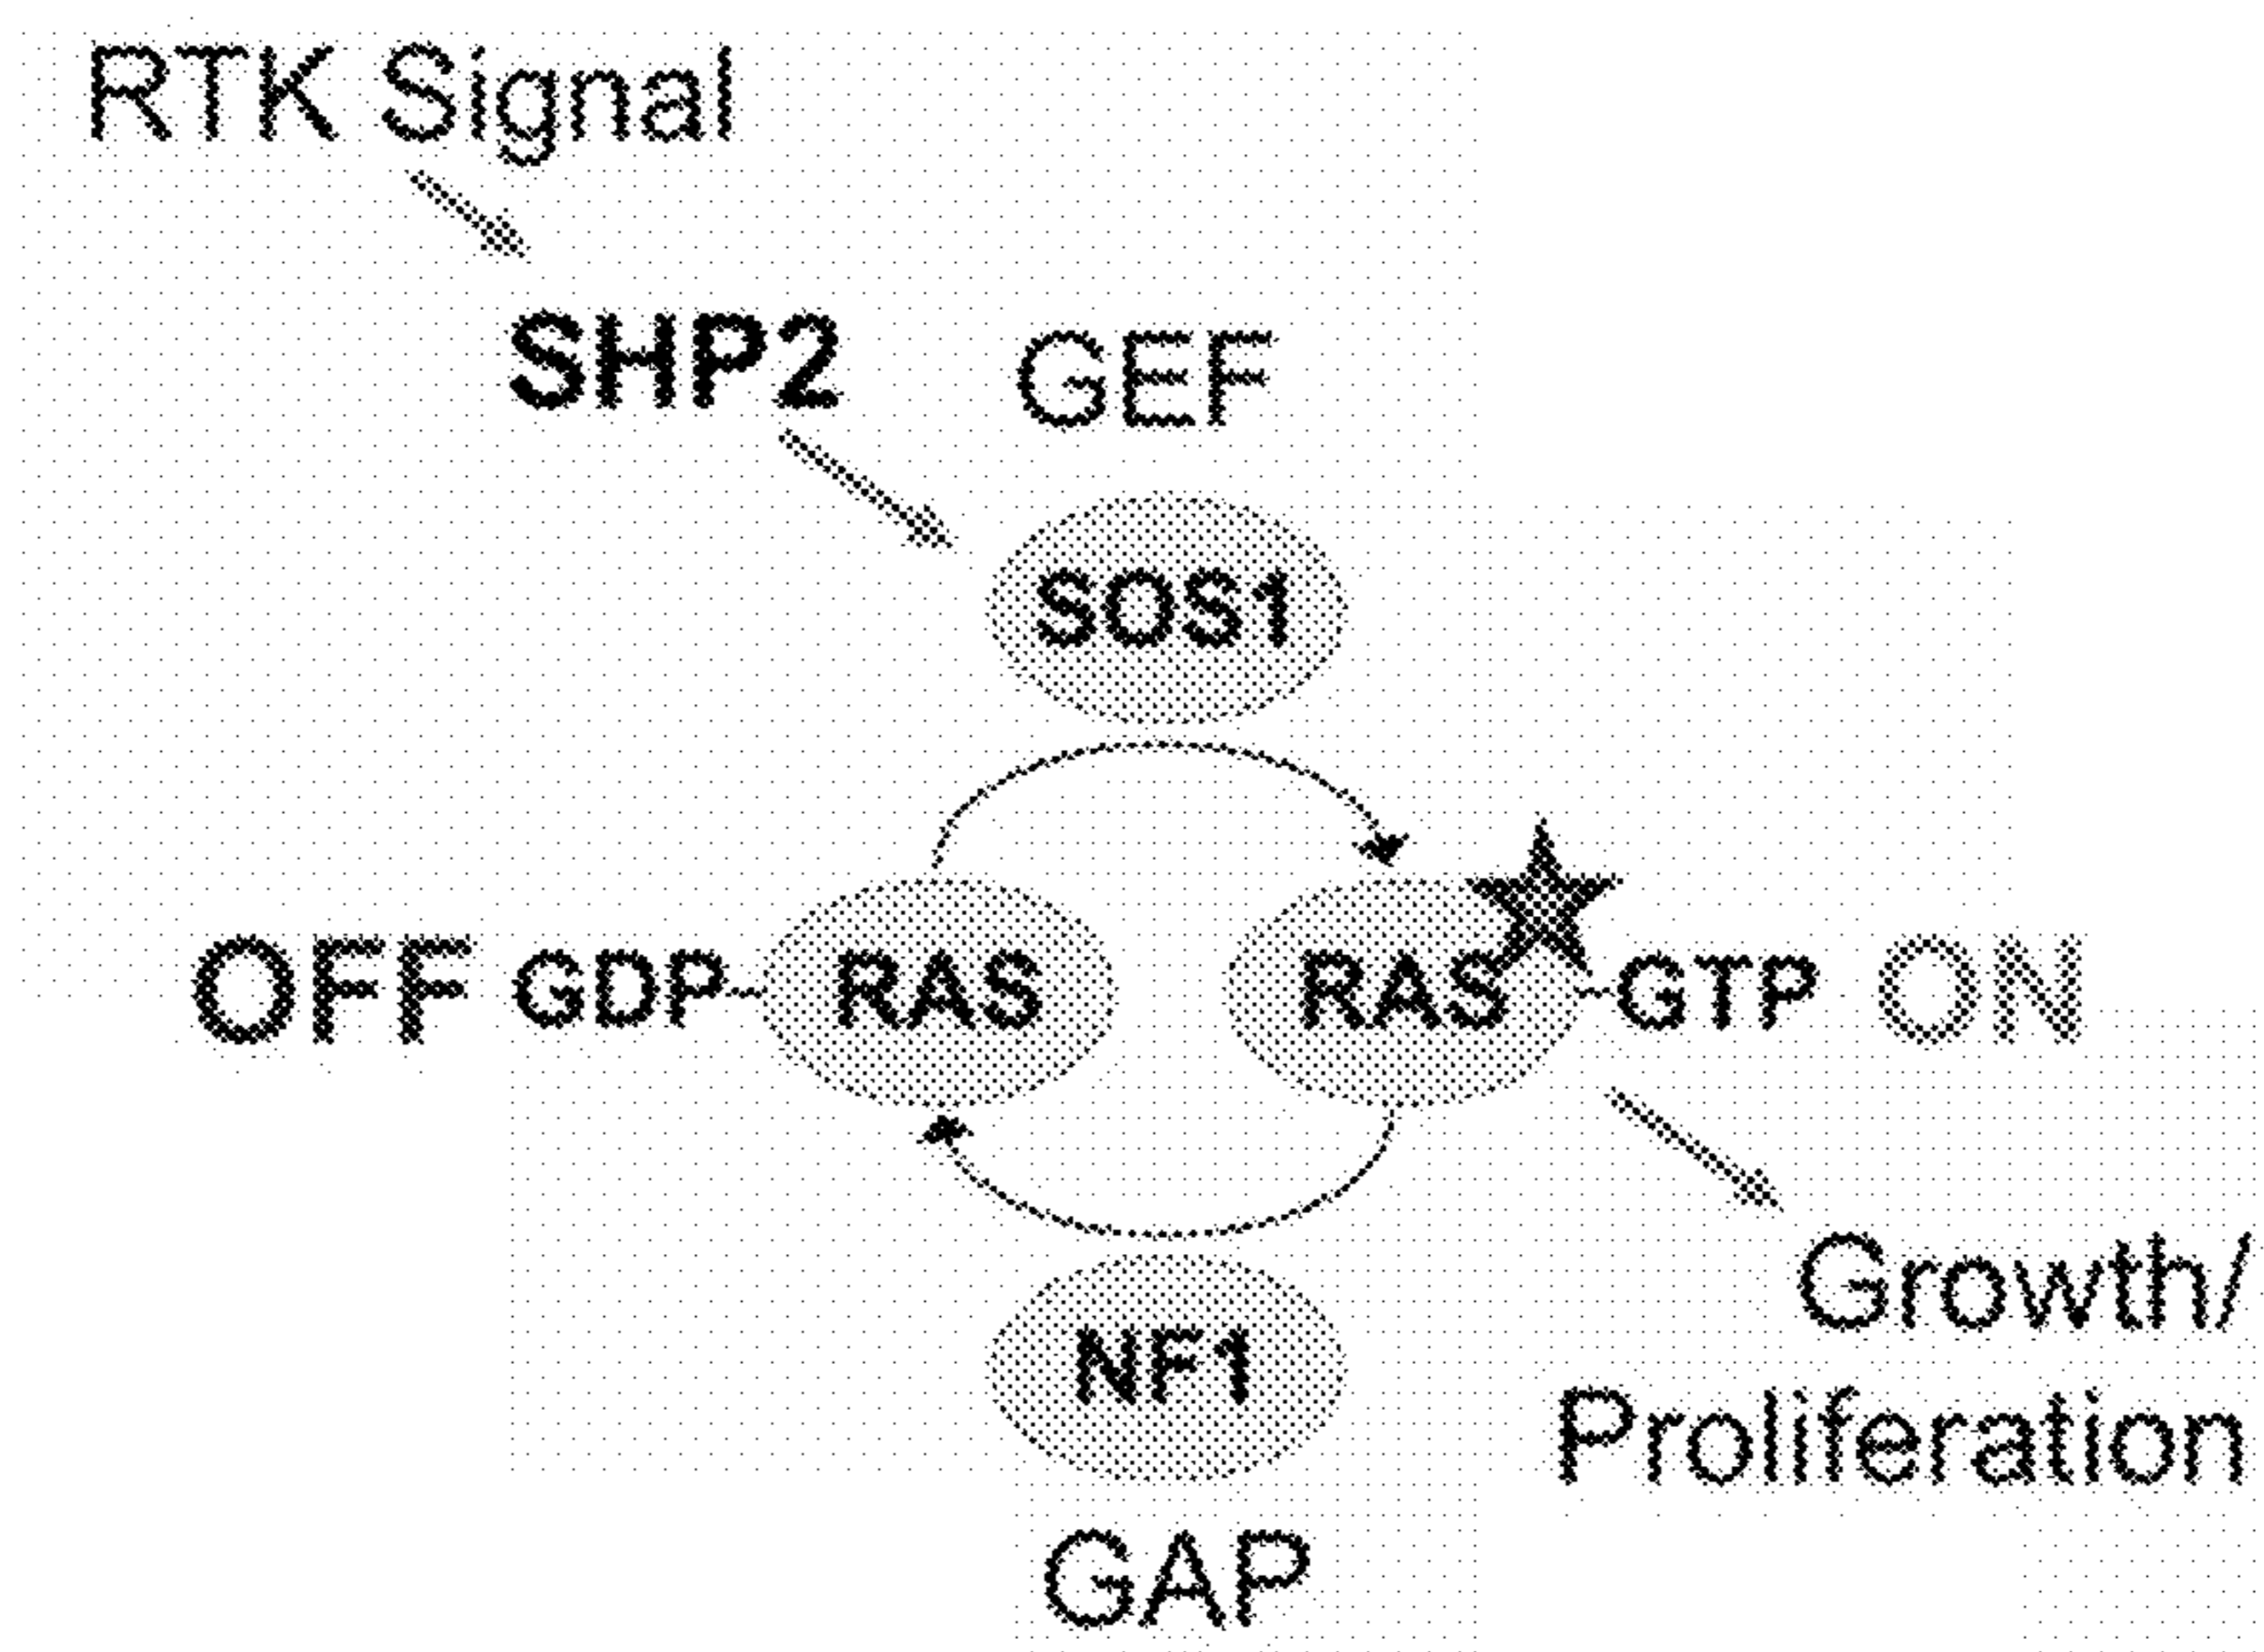 RTK Signal
SHP2 GEF
SOS1
OFF GDP RAS RAS GTP ON
Growth/
NF1
Proliferation
GAP